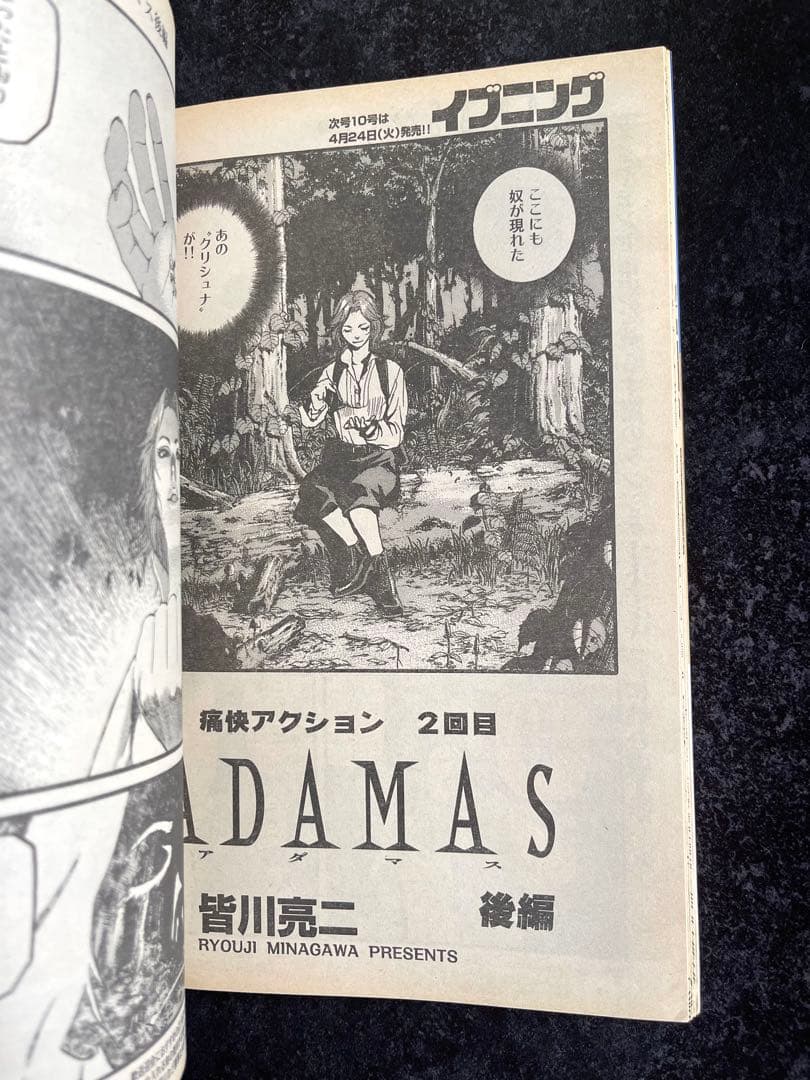 イブニング
次号10号は
4月24日(火)発売!!
ここにも
奴が現れた
あの
"クリシュナ"
が!!
痛快アクション 2回目
ADAMAS
アダマス
皆川亮二 後編
RYOUJI MINAGAWA PRESENTS